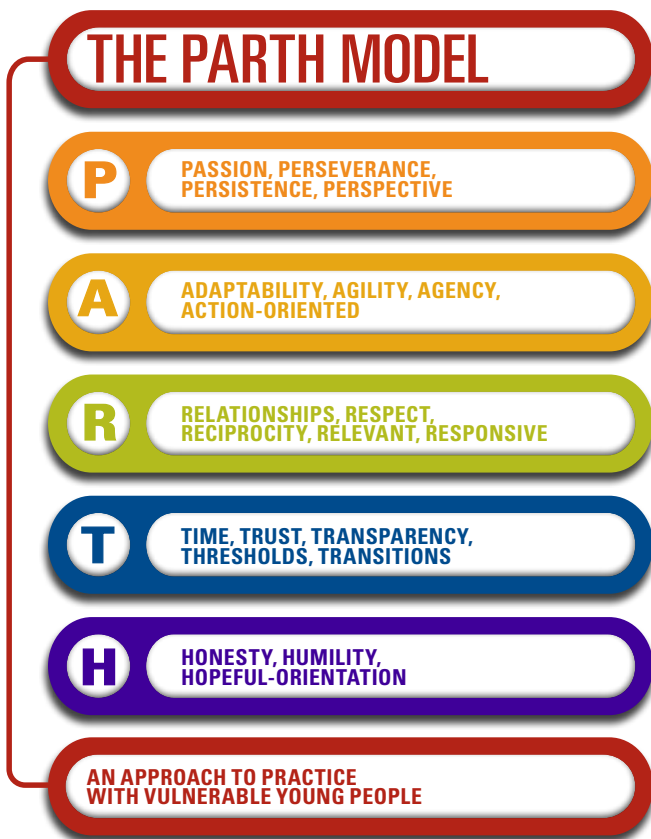 THE PARTH MODEL
P
PASSION, PERSEVERANCE,
PERSISTENCE, PERSPECTIVE
A
ADAPTABILITY, AGILITY, AGENCY,
ACTION-ORIENTED
R
RELATIONSHIPS, RESPECT,
RECIPROCITY, RELEVANT, RESPONSIVE
T
TIME, TRUST, TRANSPARENCY,
THRESHOLDS, TRANSITIONS
H
HONESTY, HUMILITY,
HOPEFUL-ORIENTATION
AN APPROACH TO PRACTICE
WITH VULNERABLE YOUNG PEOPLE